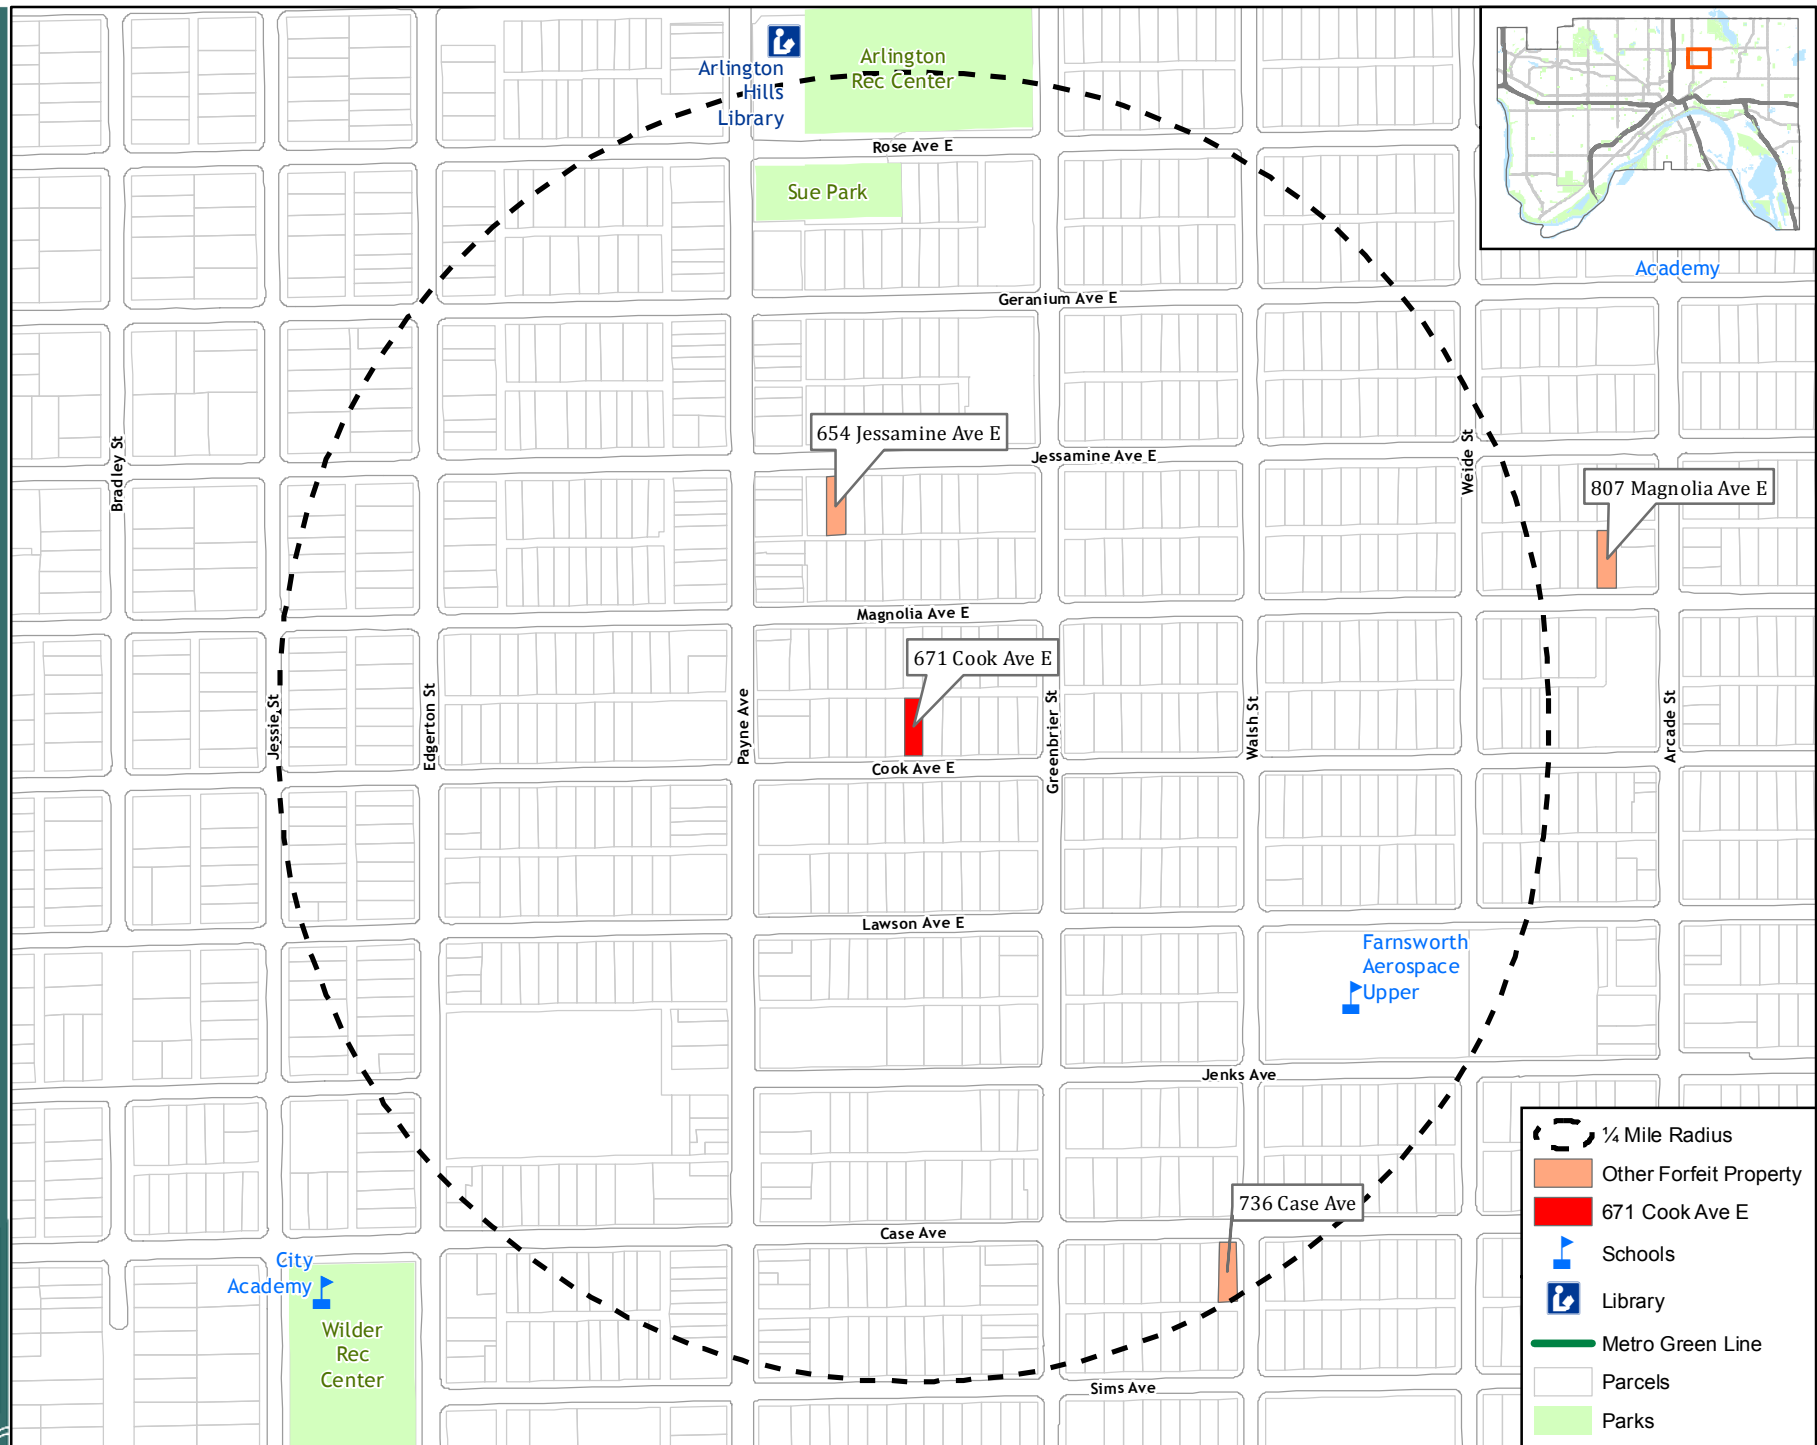 Arlington
Hills
Library
Arlington
Rec Center
Rose Ave E
Sue Park
Academy
Geranium Ave E
654 Jessamine Ave E
Jessamine Ave E
Bradley St
Weide St
807 Magnolia Ave E
Magnolia Ave E
671 Cook Ave E
Jessie St
Edgerton St
Payne Ave
Greenbrier St
Walsh St
Arcade St
Cook Ave E
Lawson Ave E
Farnsworth
Aerospace
Upper
Jenks Ave
736 Case Ave
Case Ave
City
Academy
Wilder
Rec
Center
Sims Ave
¼ Mile Radius
Other Forfeit Property
671 Cook Ave E
Schools
Library
Metro Green Line
Parcels
Parks